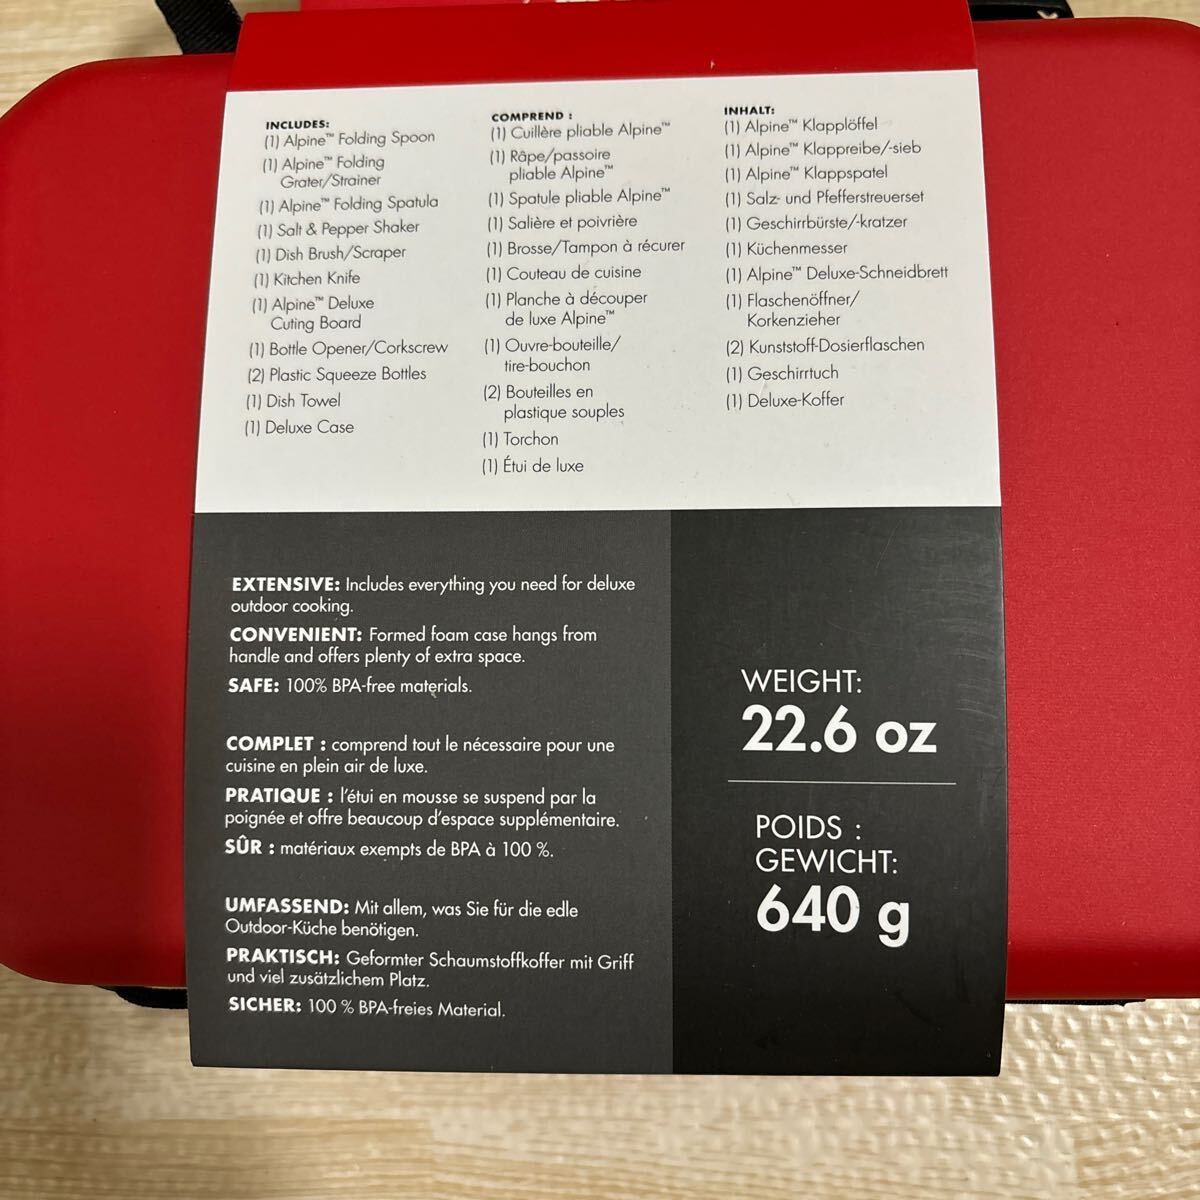 INCLUDES:
(1) Alpine™ Folding Spoon
(1) Alpine™ Folding
Grater/Strainer
(1) Alpine™ Folding Spatula
(1) Salt & Pepper Shaker
(1) Dish Brush/Scraper
(1) Kitchen Knife
(1) Alpine™ Deluxe
Cuting Board
(1) Bottle Opener/Corkscrew
(2) Plastic Squeeze Bottles
(1) Dish Towel
(1) Deluxe Case
COMPREND :
(1) Cuillère pliable Alpine™
(1) Râpe/passoire
pliable Alpine™
(1) Spatule pliable Alpine™
(1) Salière et poivrière
(1) Brosse/Tampon à récurer
(1) Couteau de cuisine
(1) Planche à découper
de luxe Alpine™
(1) Ouvre-bouteille/
tire-bouchon
(2) Bouteilles en
plastique souples
(1) Torchon
(1) Étui de luxe
INHALT:
(1) Alpine™ Klapplöffel
(1) Alpine™ Klappreibe/-sieb
(1) Alpine™ Klappspatel
(1) Salz- und Pfefferstreuerset
(1) Geschirrbürste/-kratzer
(1) Küchenmesser
(1) Alpine™ Deluxe-Schneidbrett
(1) Flaschenöffner/
Korkenzieher
(2) Kunststoff-Dosierflaschen
(1) Geschirrtuch
(1) Deluxe-Koffer
EXTENSIVE: Includes everything you need for deluxe
outdoor cooking.
CONVENIENT: Formed foam case hangs from
handle and offers plenty of extra space.
SAFE: 100% BPA-free materials.
COMPLET : comprend tout le nécessaire pour une
cuisine en plein air de luxe.
PRATIQUE : l'étui en mousse se suspend par la
poignée et offre beaucoup d'espace supplémentaire.
SÛR : matériaux exempts de BPA à 100 %.
UMFASSEND: Mit allem, was Sie für die edle
Outdoor-Küche benötigen.
PRAKTISCH: Geformter Schaumstoffkoffer mit Griff
und viel zusätzlichem Platz.
SICHER: 100 % BPA-freies Material.
WEIGHT:
22.6 oz
POIDS :
GEWICHT:
640 g